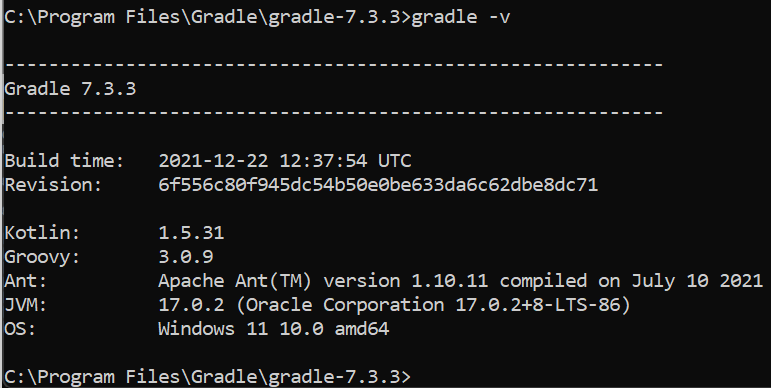 C:\Program Files\Gradle\gradle-7.3.3>gradle -v
------------------------------------------------------------
Gradle 7.3.3
------------------------------------------------------------
Build time:   2021-12-22 12:37:54 UTC
Revision:     6f556c80f945dc54b50e0be633da6c62dbe8dc71
Kotlin:       1.5.31
Groovy:       3.0.9
Ant:          Apache Ant(TM) version 1.10.11 compiled on July 10 2021
JVM:          17.0.2 (Oracle Corporation 17.0.2+8-LTS-86)
OS:           Windows 11 10.0 amd64
C:\Program Files\Gradle\gradle-7.3.3>